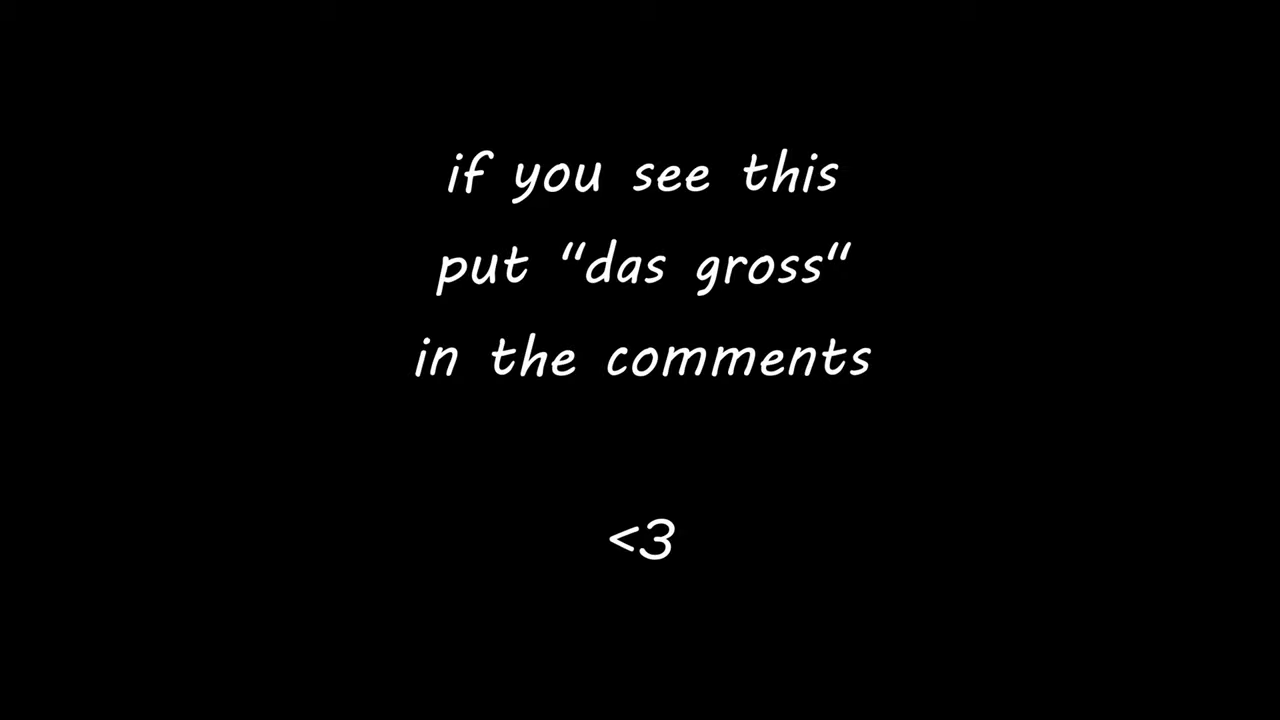 if you see this
put "das gross"
in the comments
<3